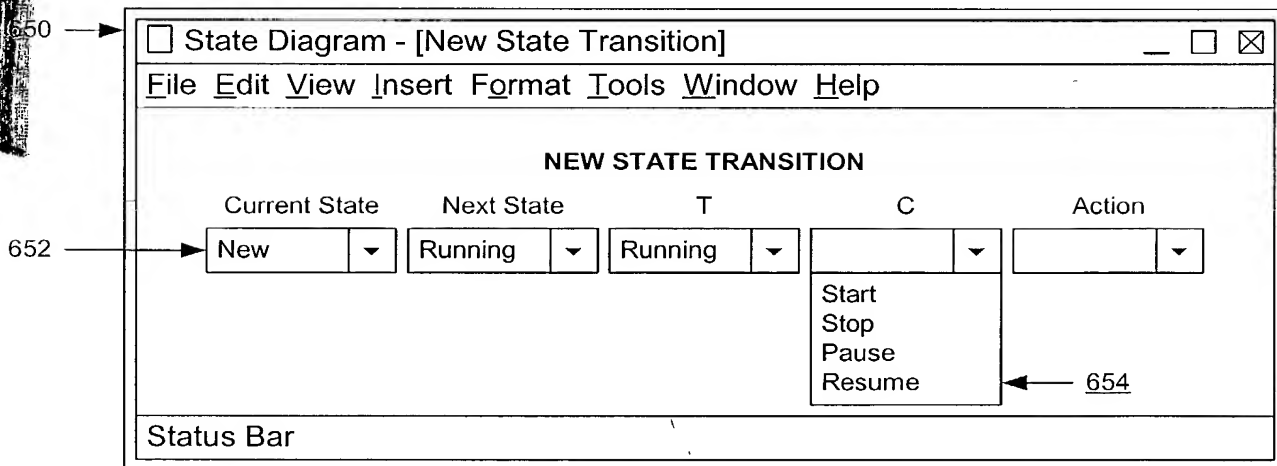 650
State Diagram - [New State Transition]
File Edit View Insert Format Tools Window Help
NEW STATE TRANSITION
Current State Next State T C Action
652 New Running Running
Start
Stop
Pause
Resume 654
Status Bar